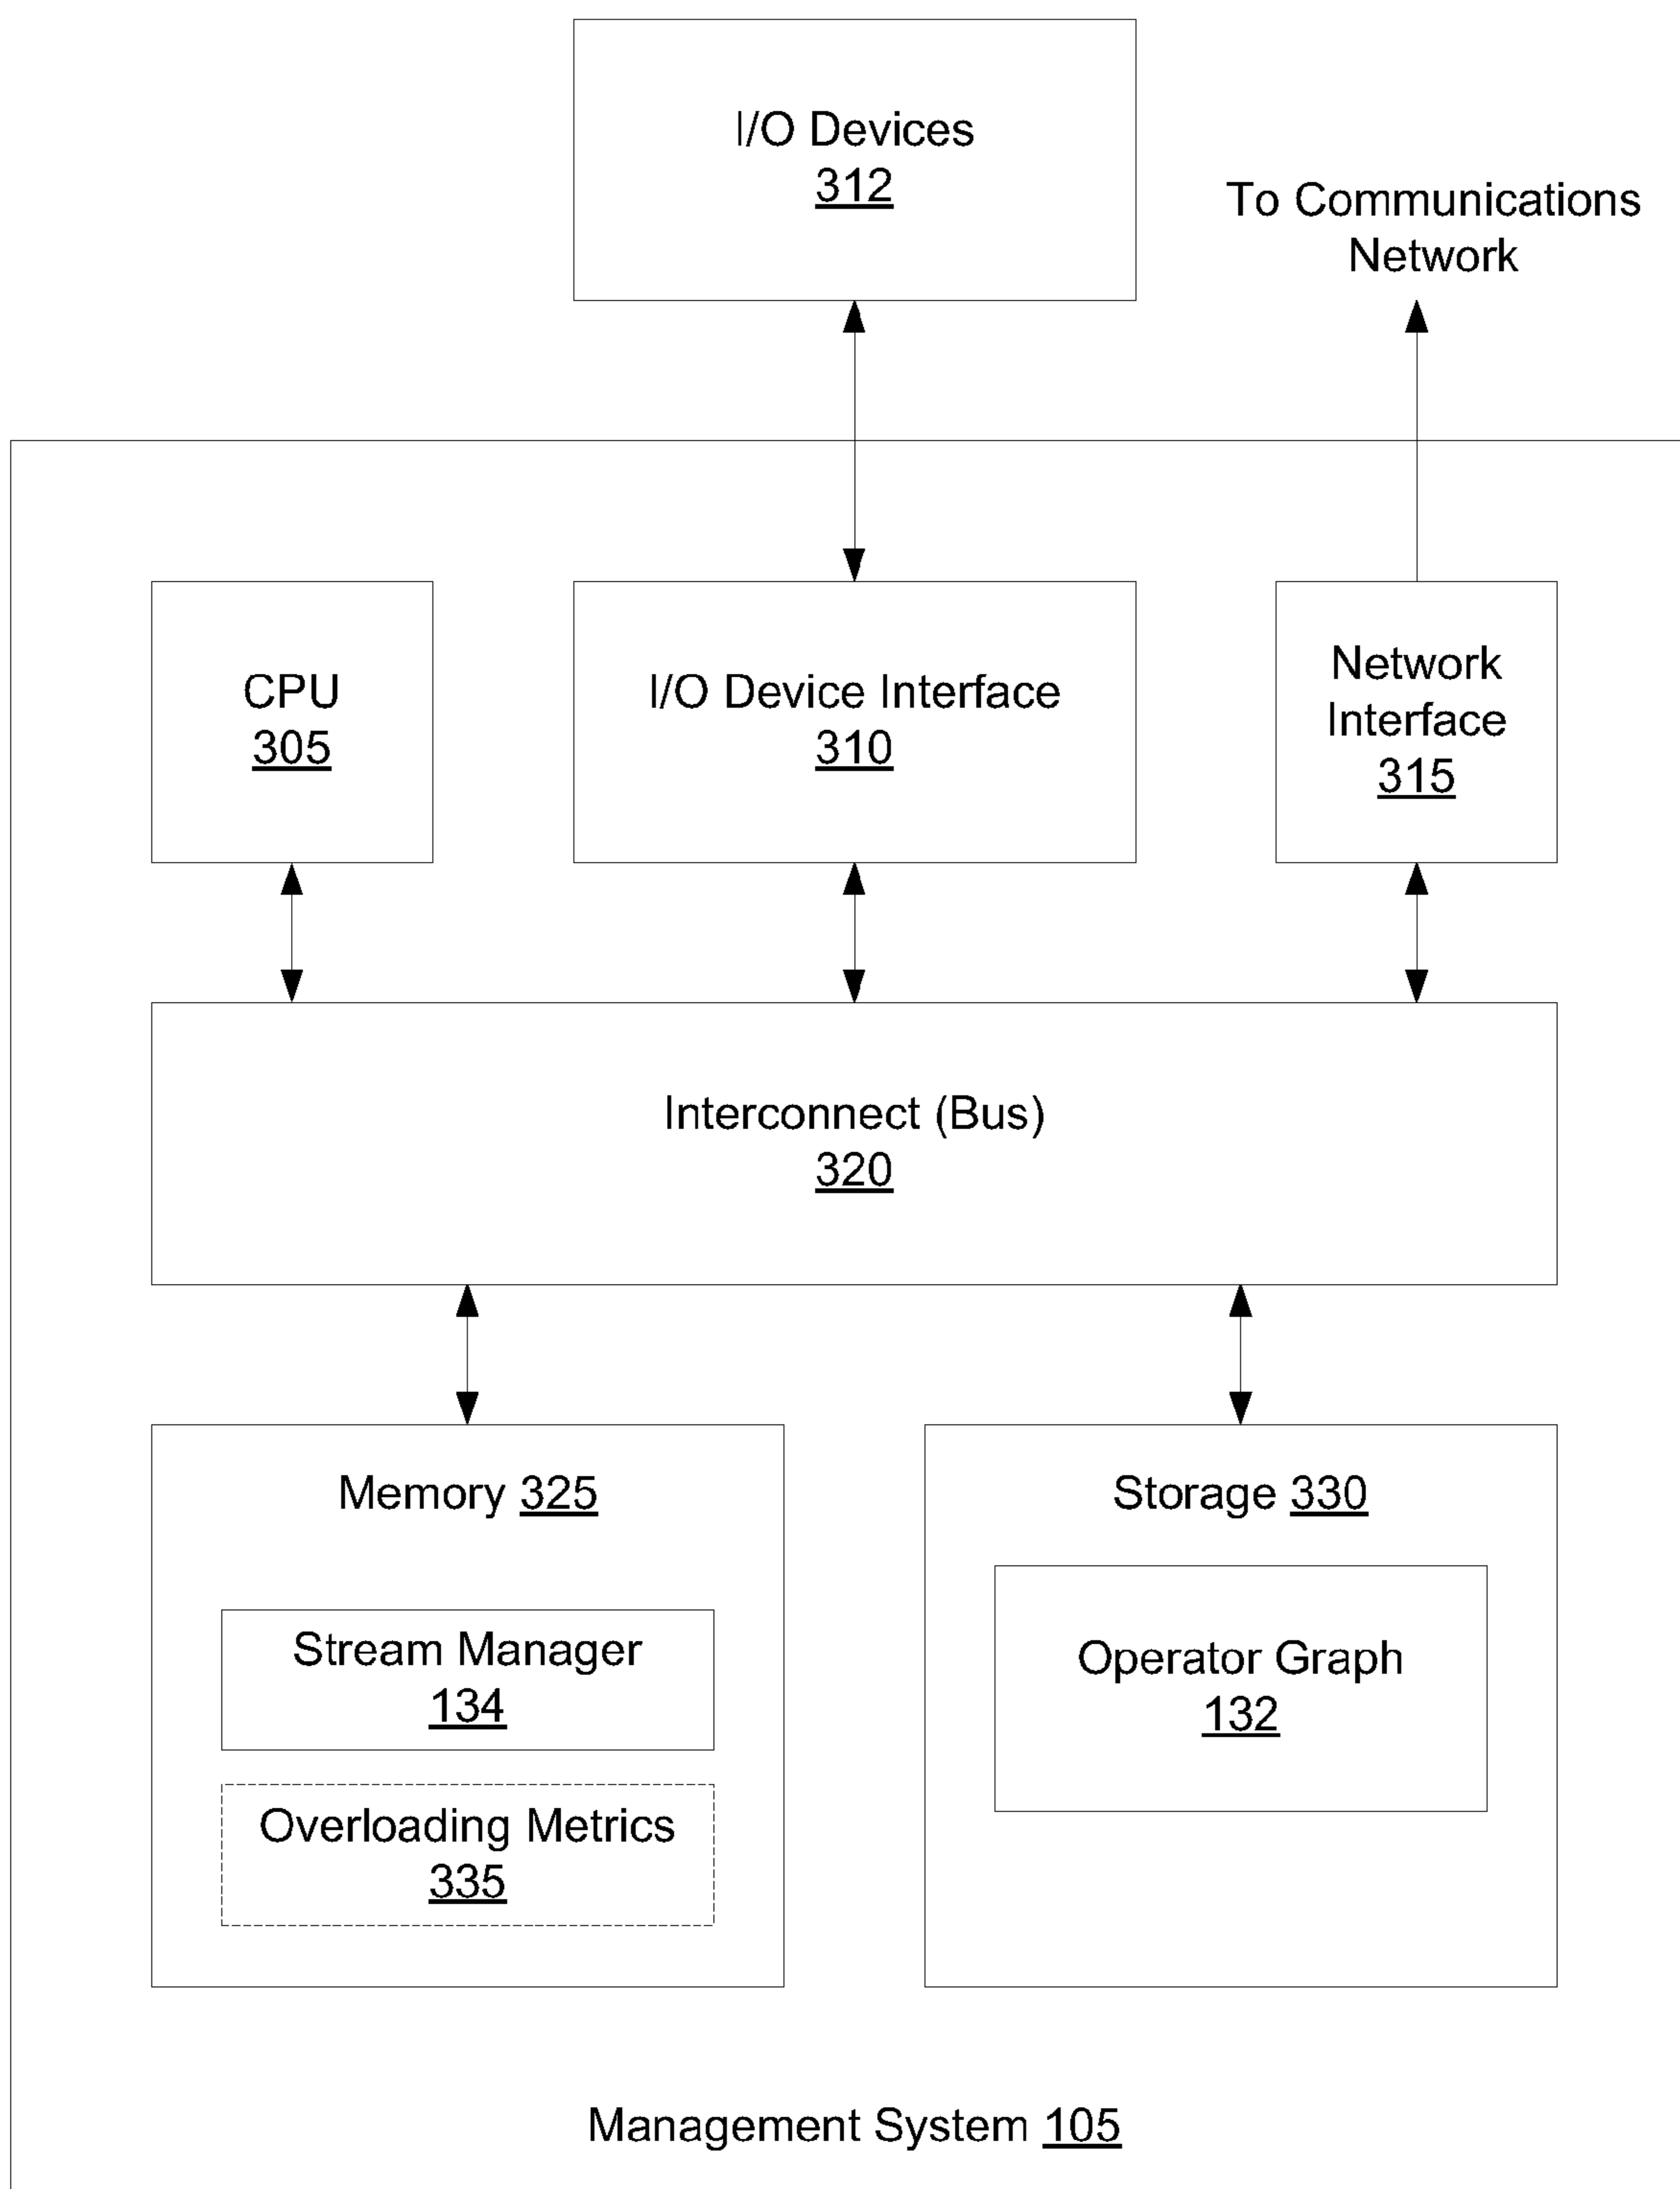 I/O Devices
312
To Communications
Network
CPU
305
I/O Device Interface
310
Network
Interface
315
Interconnect (Bus)
320
Memory 325
Stream Manager
134
Overloading Metrics
335
Storage 330
Operator Graph
132
Management System 105